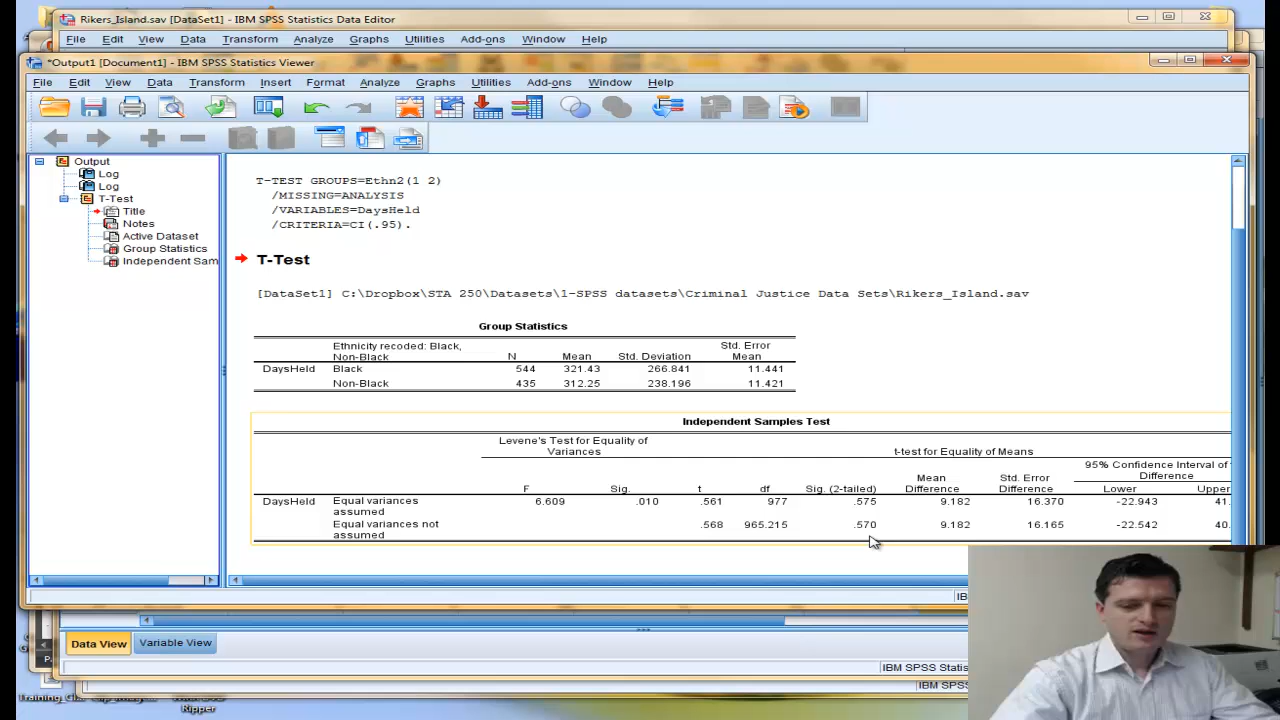 Rikers_Island.sav [DataSet1] - IBM SPSS Statistics Data Editor
File Edit View Data Transform Analyze Graphs Utilities Add-ons Window Help
*Output1 [Document1] - IBM SPSS Statistics Viewer
File Edit View Data Transform Insert Format Analyze Graphs Utilities Add-ons Window Help
Output
Log
Log
T-Test
Title
Notes
Active Dataset
Group Statistics
Independent Sam
T-TEST GROUPS=Ethn2(1 2)
/MISSING=ANALYSIS
/VARIABLES=DaysHeld
/CRITERIA=CI(.95).
T-Test
[DataSet1] C:\Dropbox\STA 250\Datasets\1-SPSS datasets\Criminal Justice Data Sets\Rikers_Island.sav
Group Statistics
Ethnicity recoded: Black, Std. Error
Non-Black N Mean Std. Deviation Mean
DaysHeld Black 544 321.43 266.841 11.441
Non-Black 435 312.25 238.196 11.421
Independent Samples Test
Levene's Test for Equality of
Variances t-test for Equality of Means
95% Confidence Interval of
Mean Std. Error Difference
F Sig. t df Sig. (2-tailed) Difference Difference Lower Upper
DaysHeld Equal variances 6.609 .010 .561 977 .575 9.182 16.370 -22.943 41.
assumed
Equal variances not .568 965.215 .570 9.182 16.165 -22.542 40.
assumed
IB
Data View Variable View
IBM SPSS Statis
IBM SPSS
Ripper